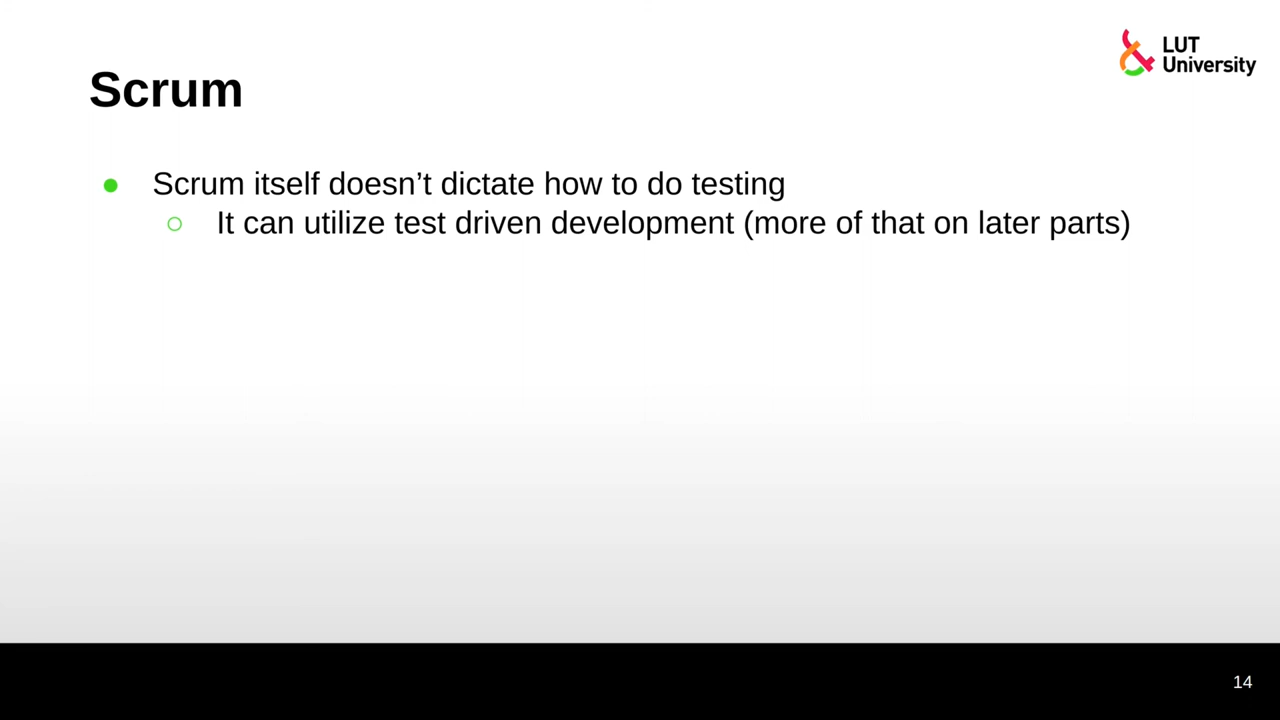 LUT
University
Scrum
● Scrum itself doesn’t dictate how to do testing
○ It can utilize test driven development (more of that on later parts)
14